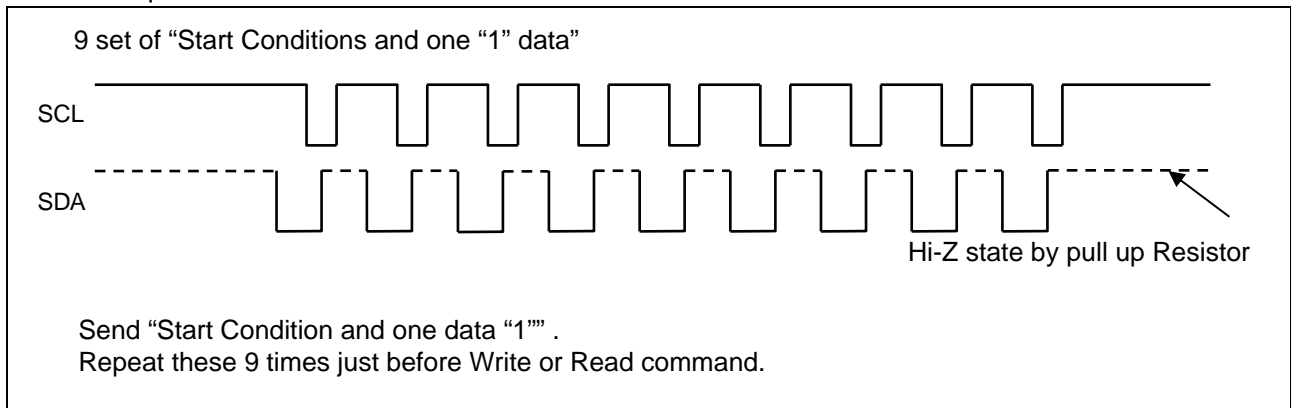 9 set of “Start Conditions and one “1” data”
SCL
SDA
Hi-Z state by pull up Resistor
Send “Start Condition and one data “1”” .
Repeat these 9 times just before Write or Read command.